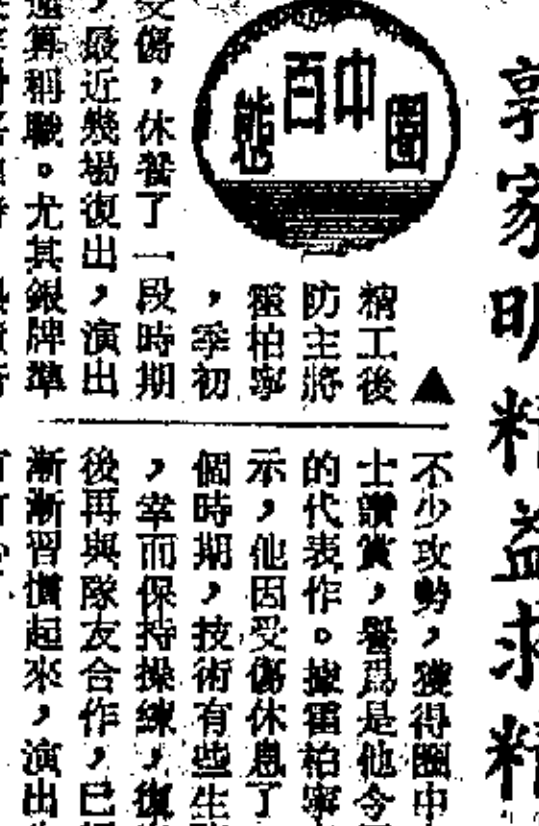 郭家明精益求精
圈中百態
▲精工後
防主將
霍柏寧
，季初
受傷，休養了一段時期
，最近幾場復出，演出
還算稱職。尤其銀牌準
不少攻勢，獲得圈中
士讚賞，譽爲是他令
的代表作。據霍柏寧
示，他因受傷休息了
個時期，技術有些生
，幸而保持操練，復
後再與隊友合作，已
漸漸習慣起來，演出